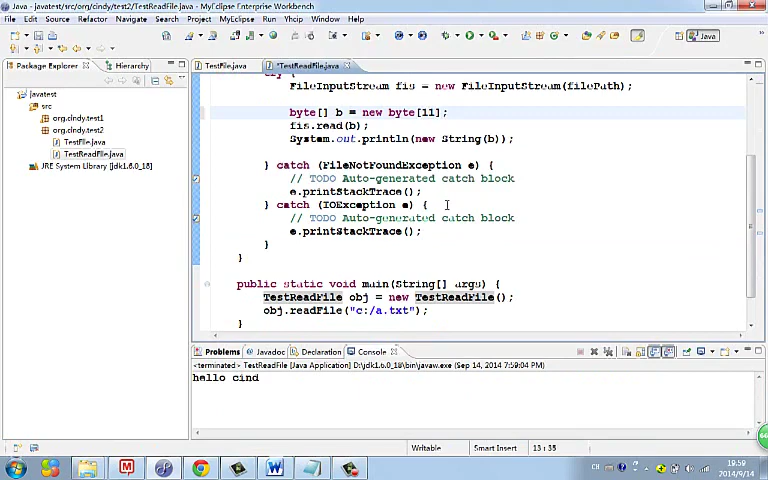 Java - javatest/src/org/cindy/test2/TestReadFile.java - MyEclipse Enterprise Workbench
File Edit Source Refactor Navigate Search Project MyEclipse Run Yhcip Window Help
Java
Package Explorer Hierarchy
TestFile.java *TestReadFile.java
javatest
src
org.cindy.test1
org.cindy.test2
TestFile.java
TestReadFile.java
JRE System Library [jdk1.6.0_18]
try {
FileInputStream fis = new FileInputStream(filePath);
byte[] b = new byte[11];
fis.read(b);
System.out.println(new String(b));
} catch (FileNotFoundException e) {
// TODO Auto-generated catch block
e.printStackTrace();
} catch (IOException e) {
// TODO Auto-generated catch block
e.printStackTrace();
}
}
public static void main(String[] args) {
TestReadFile obj = new TestReadFile();
obj.readFile("c:/a.txt");
}
Problems Javadoc Declaration Console
<terminated> TestReadFile [Java Application] D:\jdk1.6.0_18\bin\javaw.exe (Sep 14, 2014 7:59:04 PM)
hello cind
Writable Smart Insert 13 : 35
CH 19:59
2014/9/14